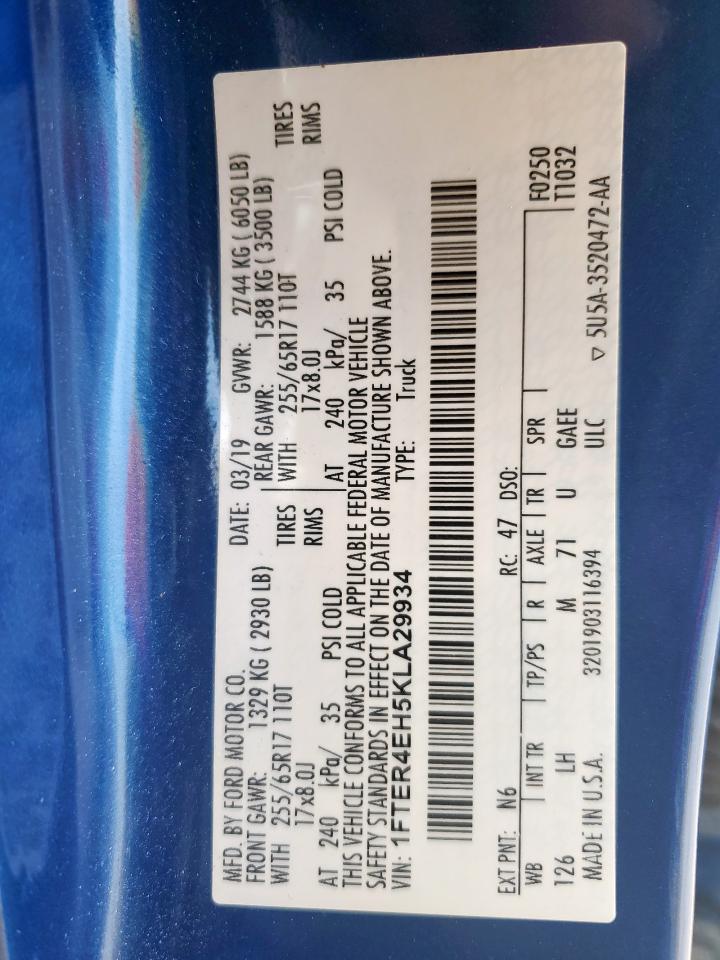 MFD. BY FORD MOTOR CO.
DATE: 03/19 GVWR: 2744 KG ( 6050 LB)
FRONT GAWR: 1329 KG ( 2930 LB) REAR GAWR: 1588 KG ( 3500 LB)
WITH 255/65R17 110T TIRES WITH 255/65R17 110T TIRES
17x8.0J RIMS 17x8.0J RIMS
AT 240 kPa/ 35 PSI COLD AT 240 kPa/ 35 PSI COLD
THIS VEHICLE CONFORMS TO ALL APPLICABLE FEDERAL MOTOR VEHICLE
SAFETY STANDARDS IN EFFECT ON THE DATE OF MANUFACTURE SHOWN ABOVE.
VIN: 1FTER4EH5KLA29934 TYPE: Truck
EXT PNT: N6 RC: 47 DSO:
WB INT TR TP/PS R AXLE TR SPR F0250
126 LH M 71 U GAEE T1032
MADE IN U.S.A. 3201903116394 ULC
▽ 5U5A-3520472-AA